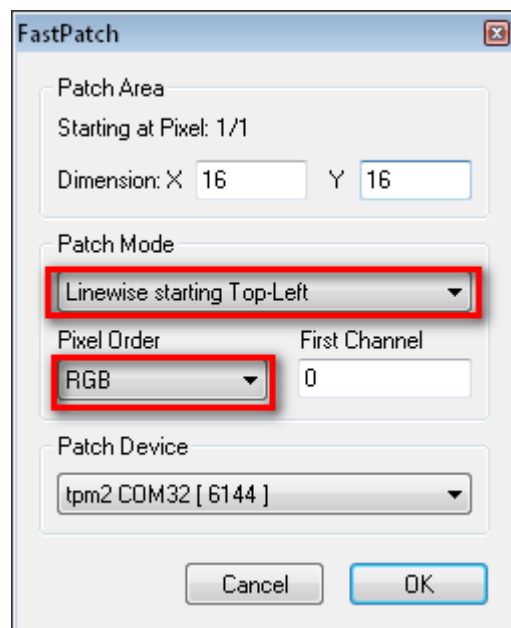 FastPatch
Patch Area
Starting at Pixel: 1/1
Dimension: X 16 Y 16
Patch Mode
Linewise starting Top-Left
Pixel Order First Channel
RGB 0
Patch Device
tpm2 COM32 [ 6144 ]
Cancel OK